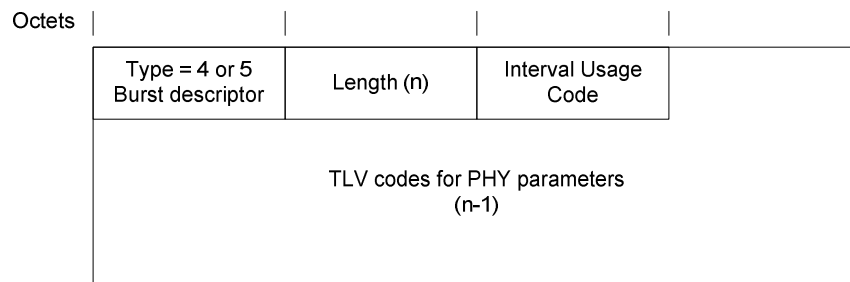 Octets
Type = 4 or 5
Burst descriptor
Length (n)
Interval Usage
Code
TLV codes for PHY parameters
(n-1)